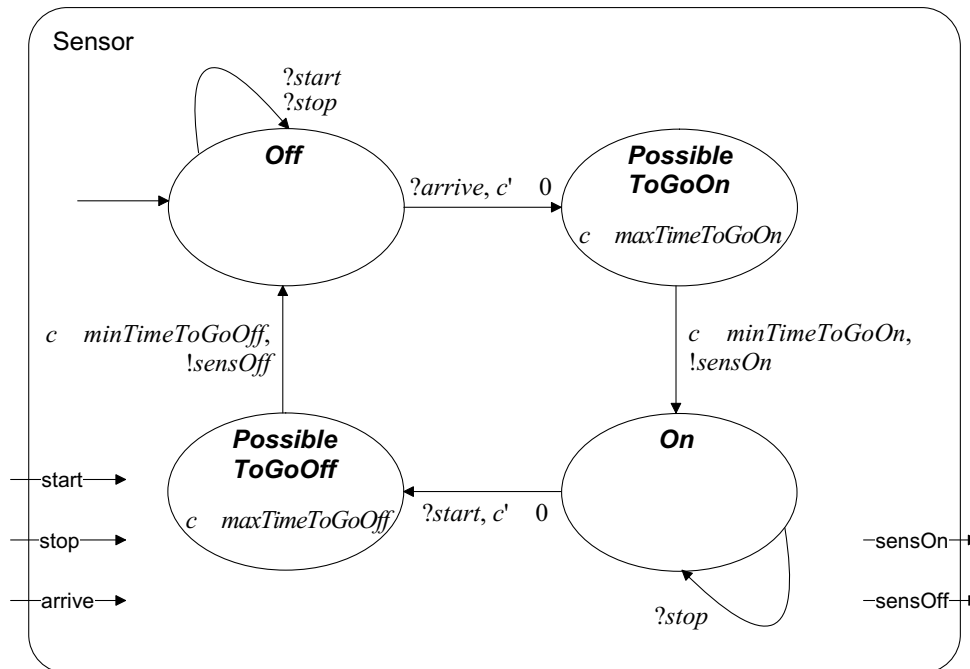 Sensor
?start
?stop
Off
?arrive, c' 0
Possible
ToGoOn
c maxTimeToGoOn
c minTimeToGoOff,
!sensOff
c minTimeToGoOn,
!sensOn
Possible
ToGoOff
c maxTimeToGoOff
On
?start, c' 0
?stop
start
stop
arrive
sensOn
sensOff